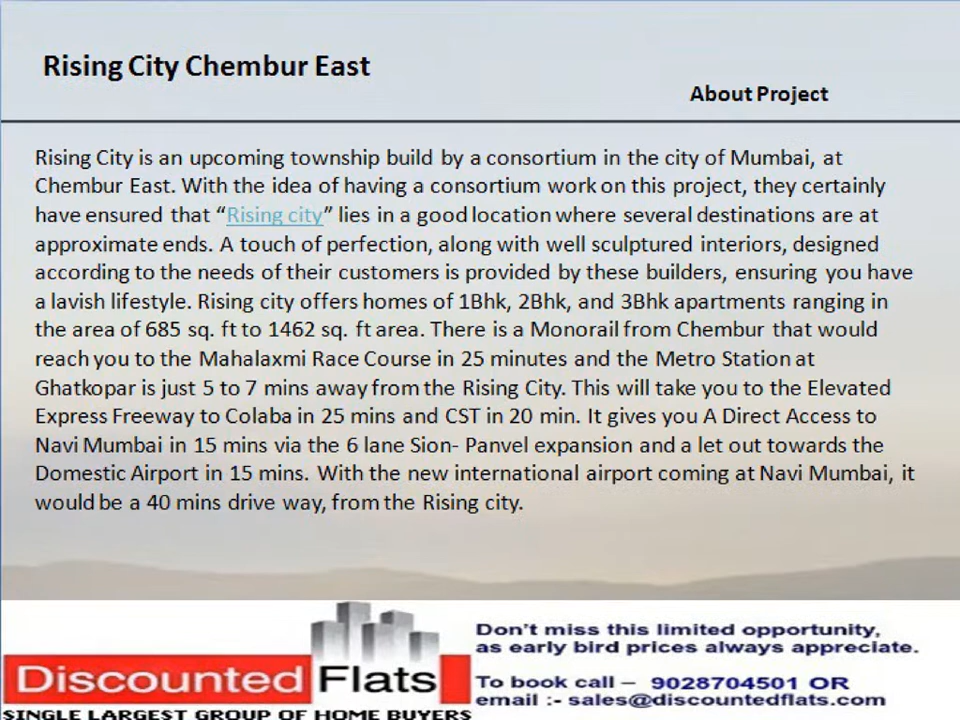 Rising City Chembur East
About Project
Rising City is an upcoming township build by a consortium in the city of Mumbai, at
Chembur East. With the idea of having a consortium work on this project, they certainly
have ensured that “Rising city” lies in a good location where several destinations are at
approximate ends. A touch of perfection, along with well sculptured interiors, designed
according to the needs of their customers is provided by these builders, ensuring you have
a lavish lifestyle. Rising city offers homes of 1Bhk, 2Bhk, and 3Bhk apartments ranging in
the area of 685 sq. ft to 1462 sq. ft area. There is a Monorail from Chembur that would
reach you to the Mahalaxmi Race Course in 25 minutes and the Metro Station at
Ghatkopar is just 5 to 7 mins away from the Rising City. This will take you to the Elevated
Express Freeway to Colaba in 25 mins and CST in 20 min. It gives you A Direct Access to
Navi Mumbai in 15 mins via the 6 lane Sion- Panvel expansion and a let out towards the
Domestic Airport in 15 mins. With the new international airport coming at Navi Mumbai, it
would be a 40 mins drive way, from the Rising city.
Discounted Flats
SINGLE LARGEST GROUP OF HOME BUYERS
Don't miss this limited opportunity,
as early bird prices always appreciate.
To book call – 9028704501 OR
email :- sales@discountedflats.com